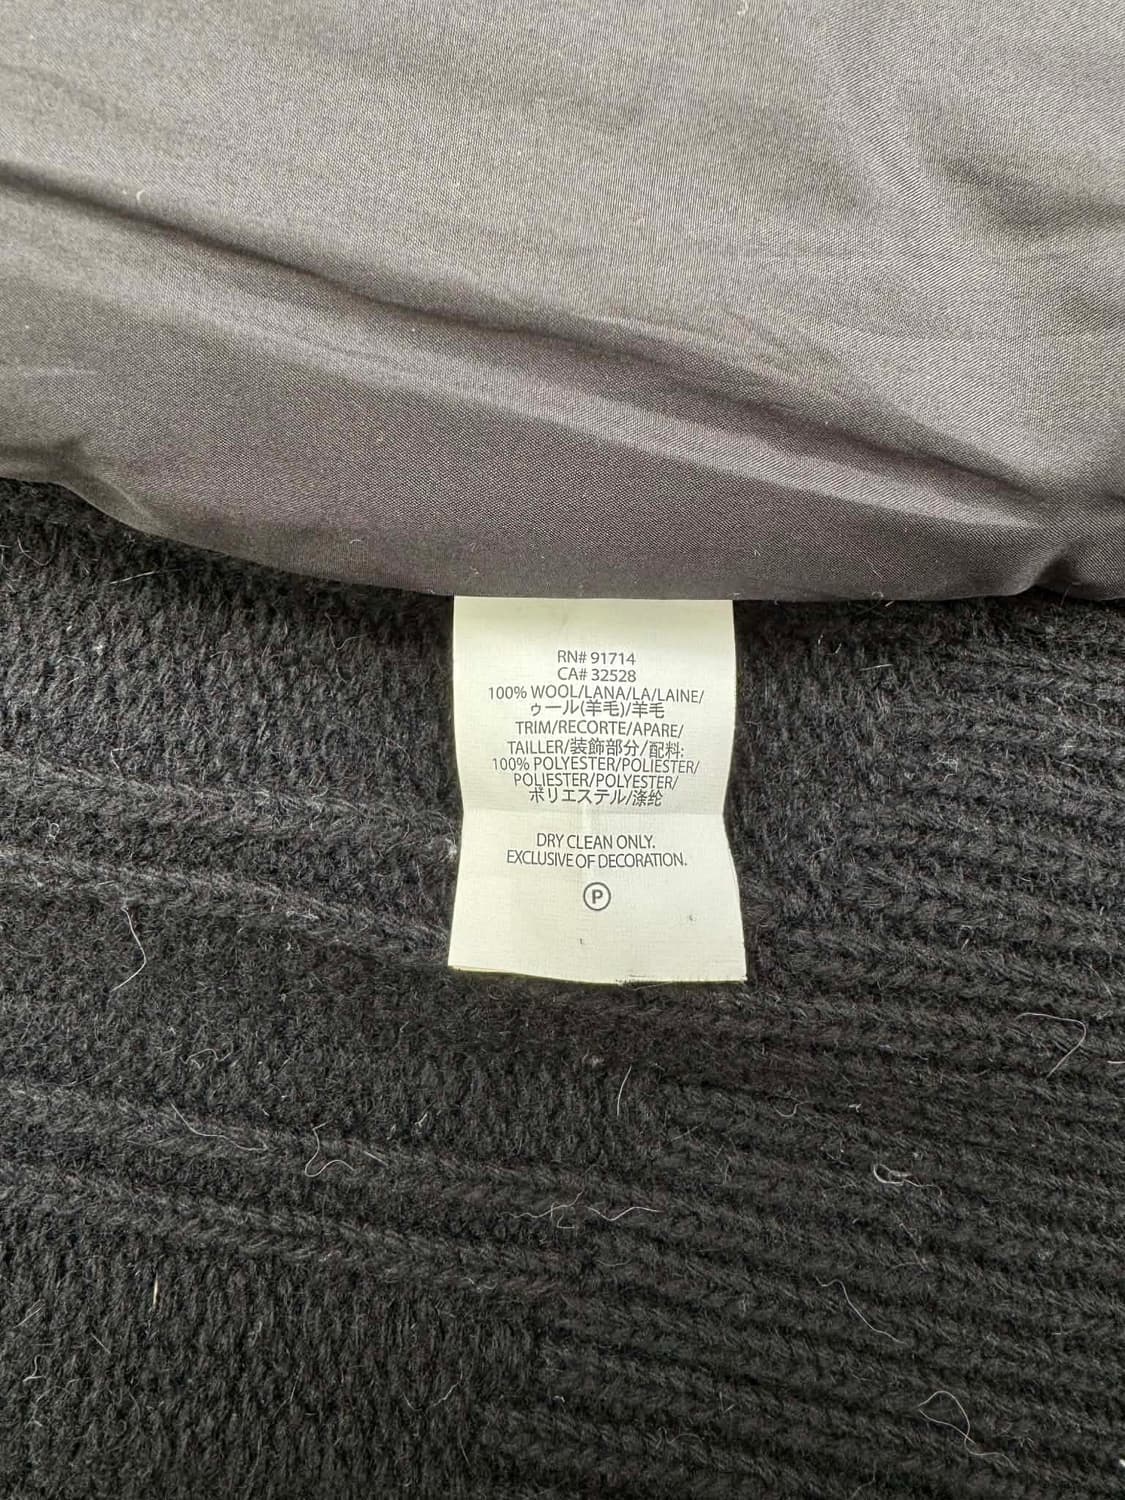 RN# 91714
CA# 32528
100% WOOL/LANA/LA/LAINE/
ゥール(羊毛)/羊毛
TRIM/RECORTE/APARE/
TAILLER/装飾部分/配料:
100% POLYESTER/POLIESTER/
POLIESTER/POLYESTER/
ポリエステル/涤纶
DRY CLEAN ONLY.
EXCLUSIVE OF DECORATION.
P